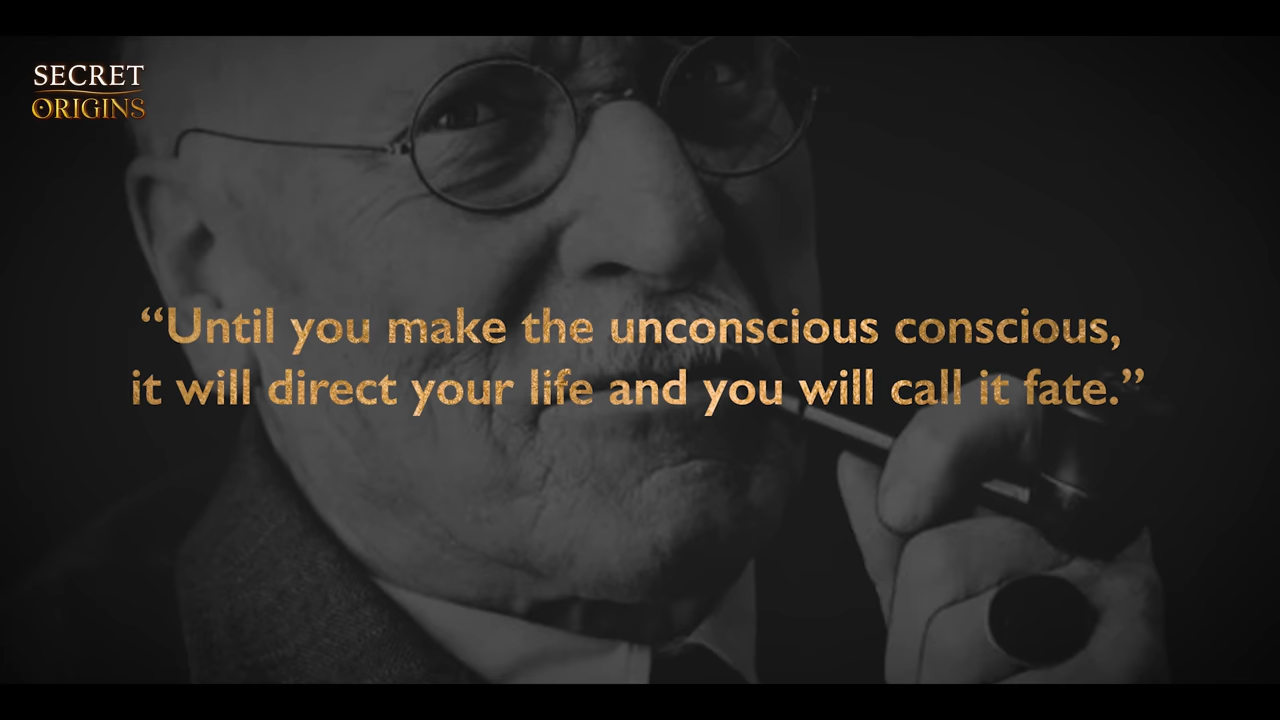 SECRET
ORIGINS
“Until you make the unconscious conscious,
it will direct your life and you will call it fate.”